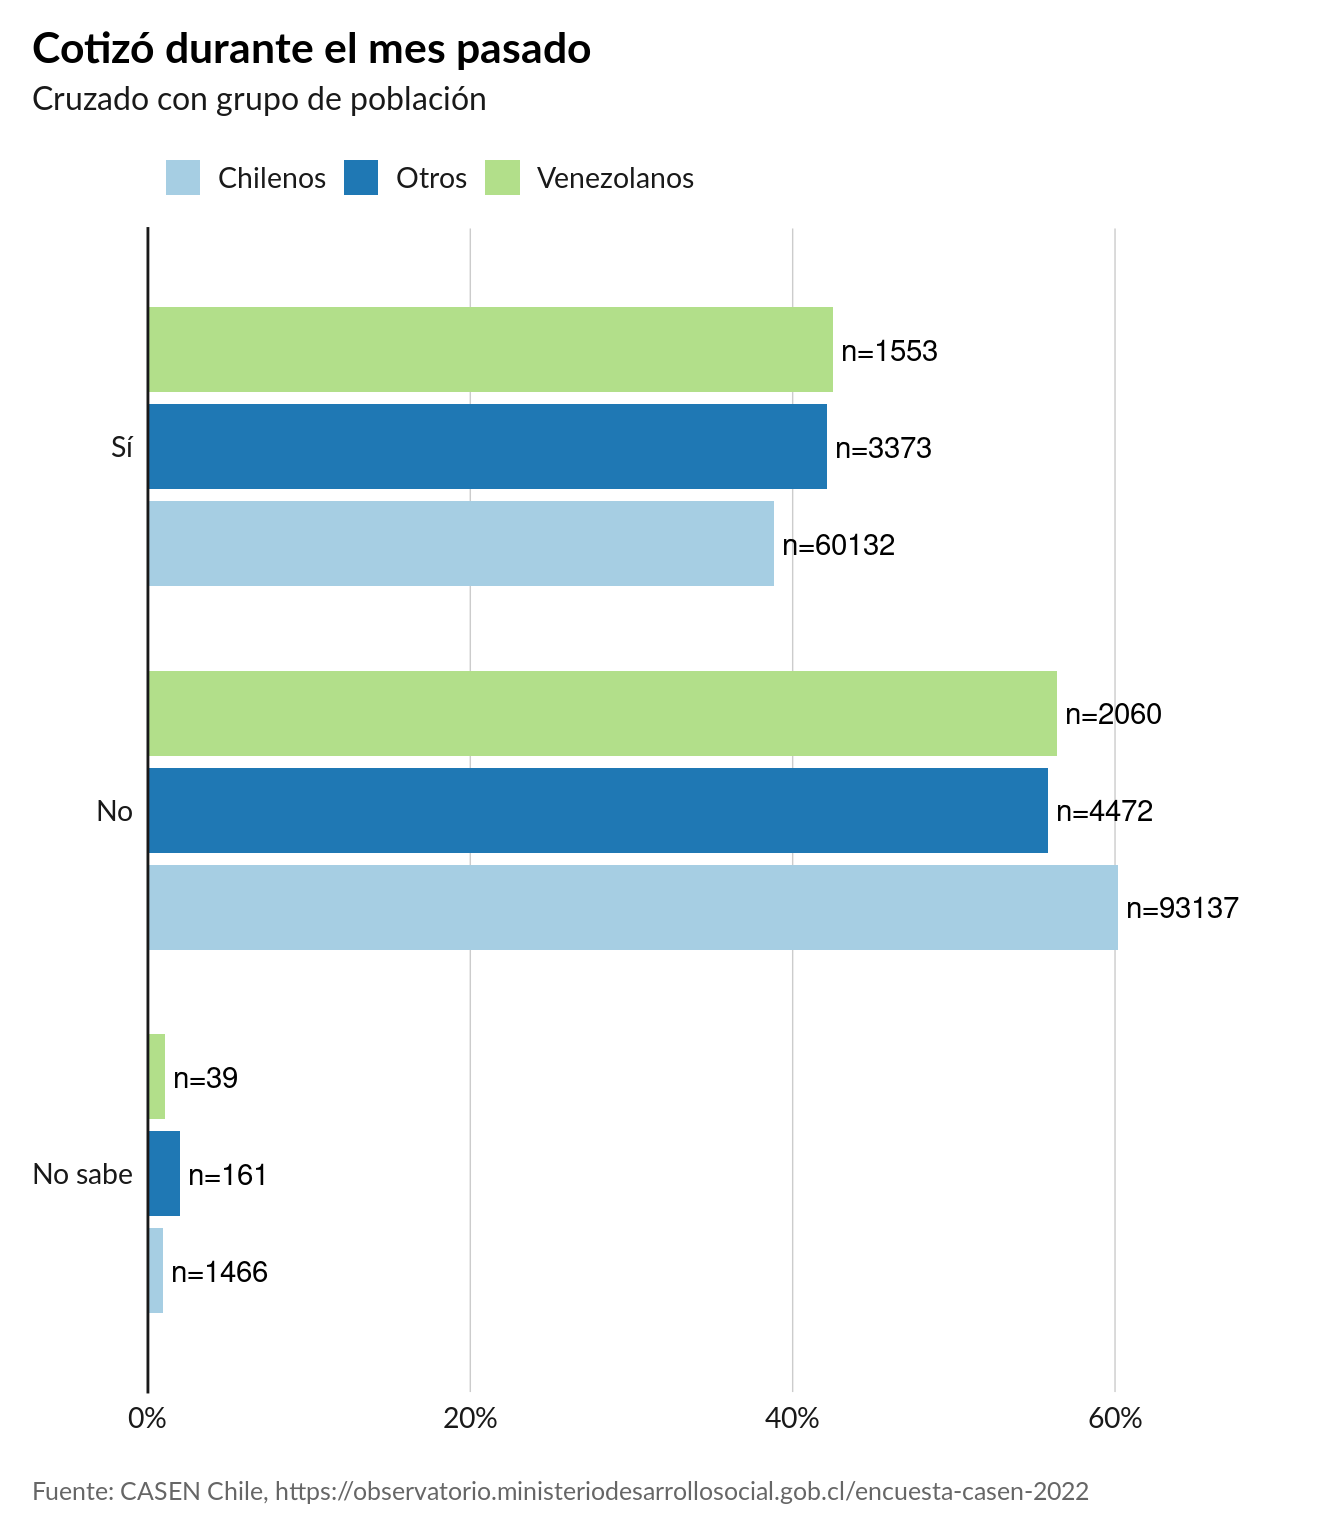 Cotizó durante el mes pasado
Cruzado con grupo de población
Chilenos Otros Venezolanos
n=1553
Sí n=3373
n=60132
n=2060
No n=4472
n=93137
n=39
No sabe n=161
n=1466
0% 20% 40% 60%
Fuente: CASEN Chile, https://observatorio.ministeriodesarrollosocial.gob.cl/encuesta-casen-2022